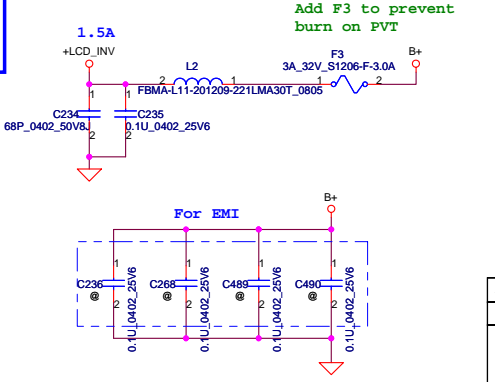 Add F3 to prevent
burn on PVT
1.5A
+LCD_INV
L2
F3
3A_32V_S1206-F-3.0A
B+
2
1
1
2
FBMA-L11-201209-221LMA30T_0805
1
1
C234
C235
68P_0402_50V8J
0.1U_0402_25V6
2
2
For EMI
B+
1
1
1
1
C236
C268
C489
C490
@
@
@
@
2
2
2
2
0.1U_0402_25V6
0.1U_0402_25V6
0.1U_0402_25V6
0.1U_0402_25V6